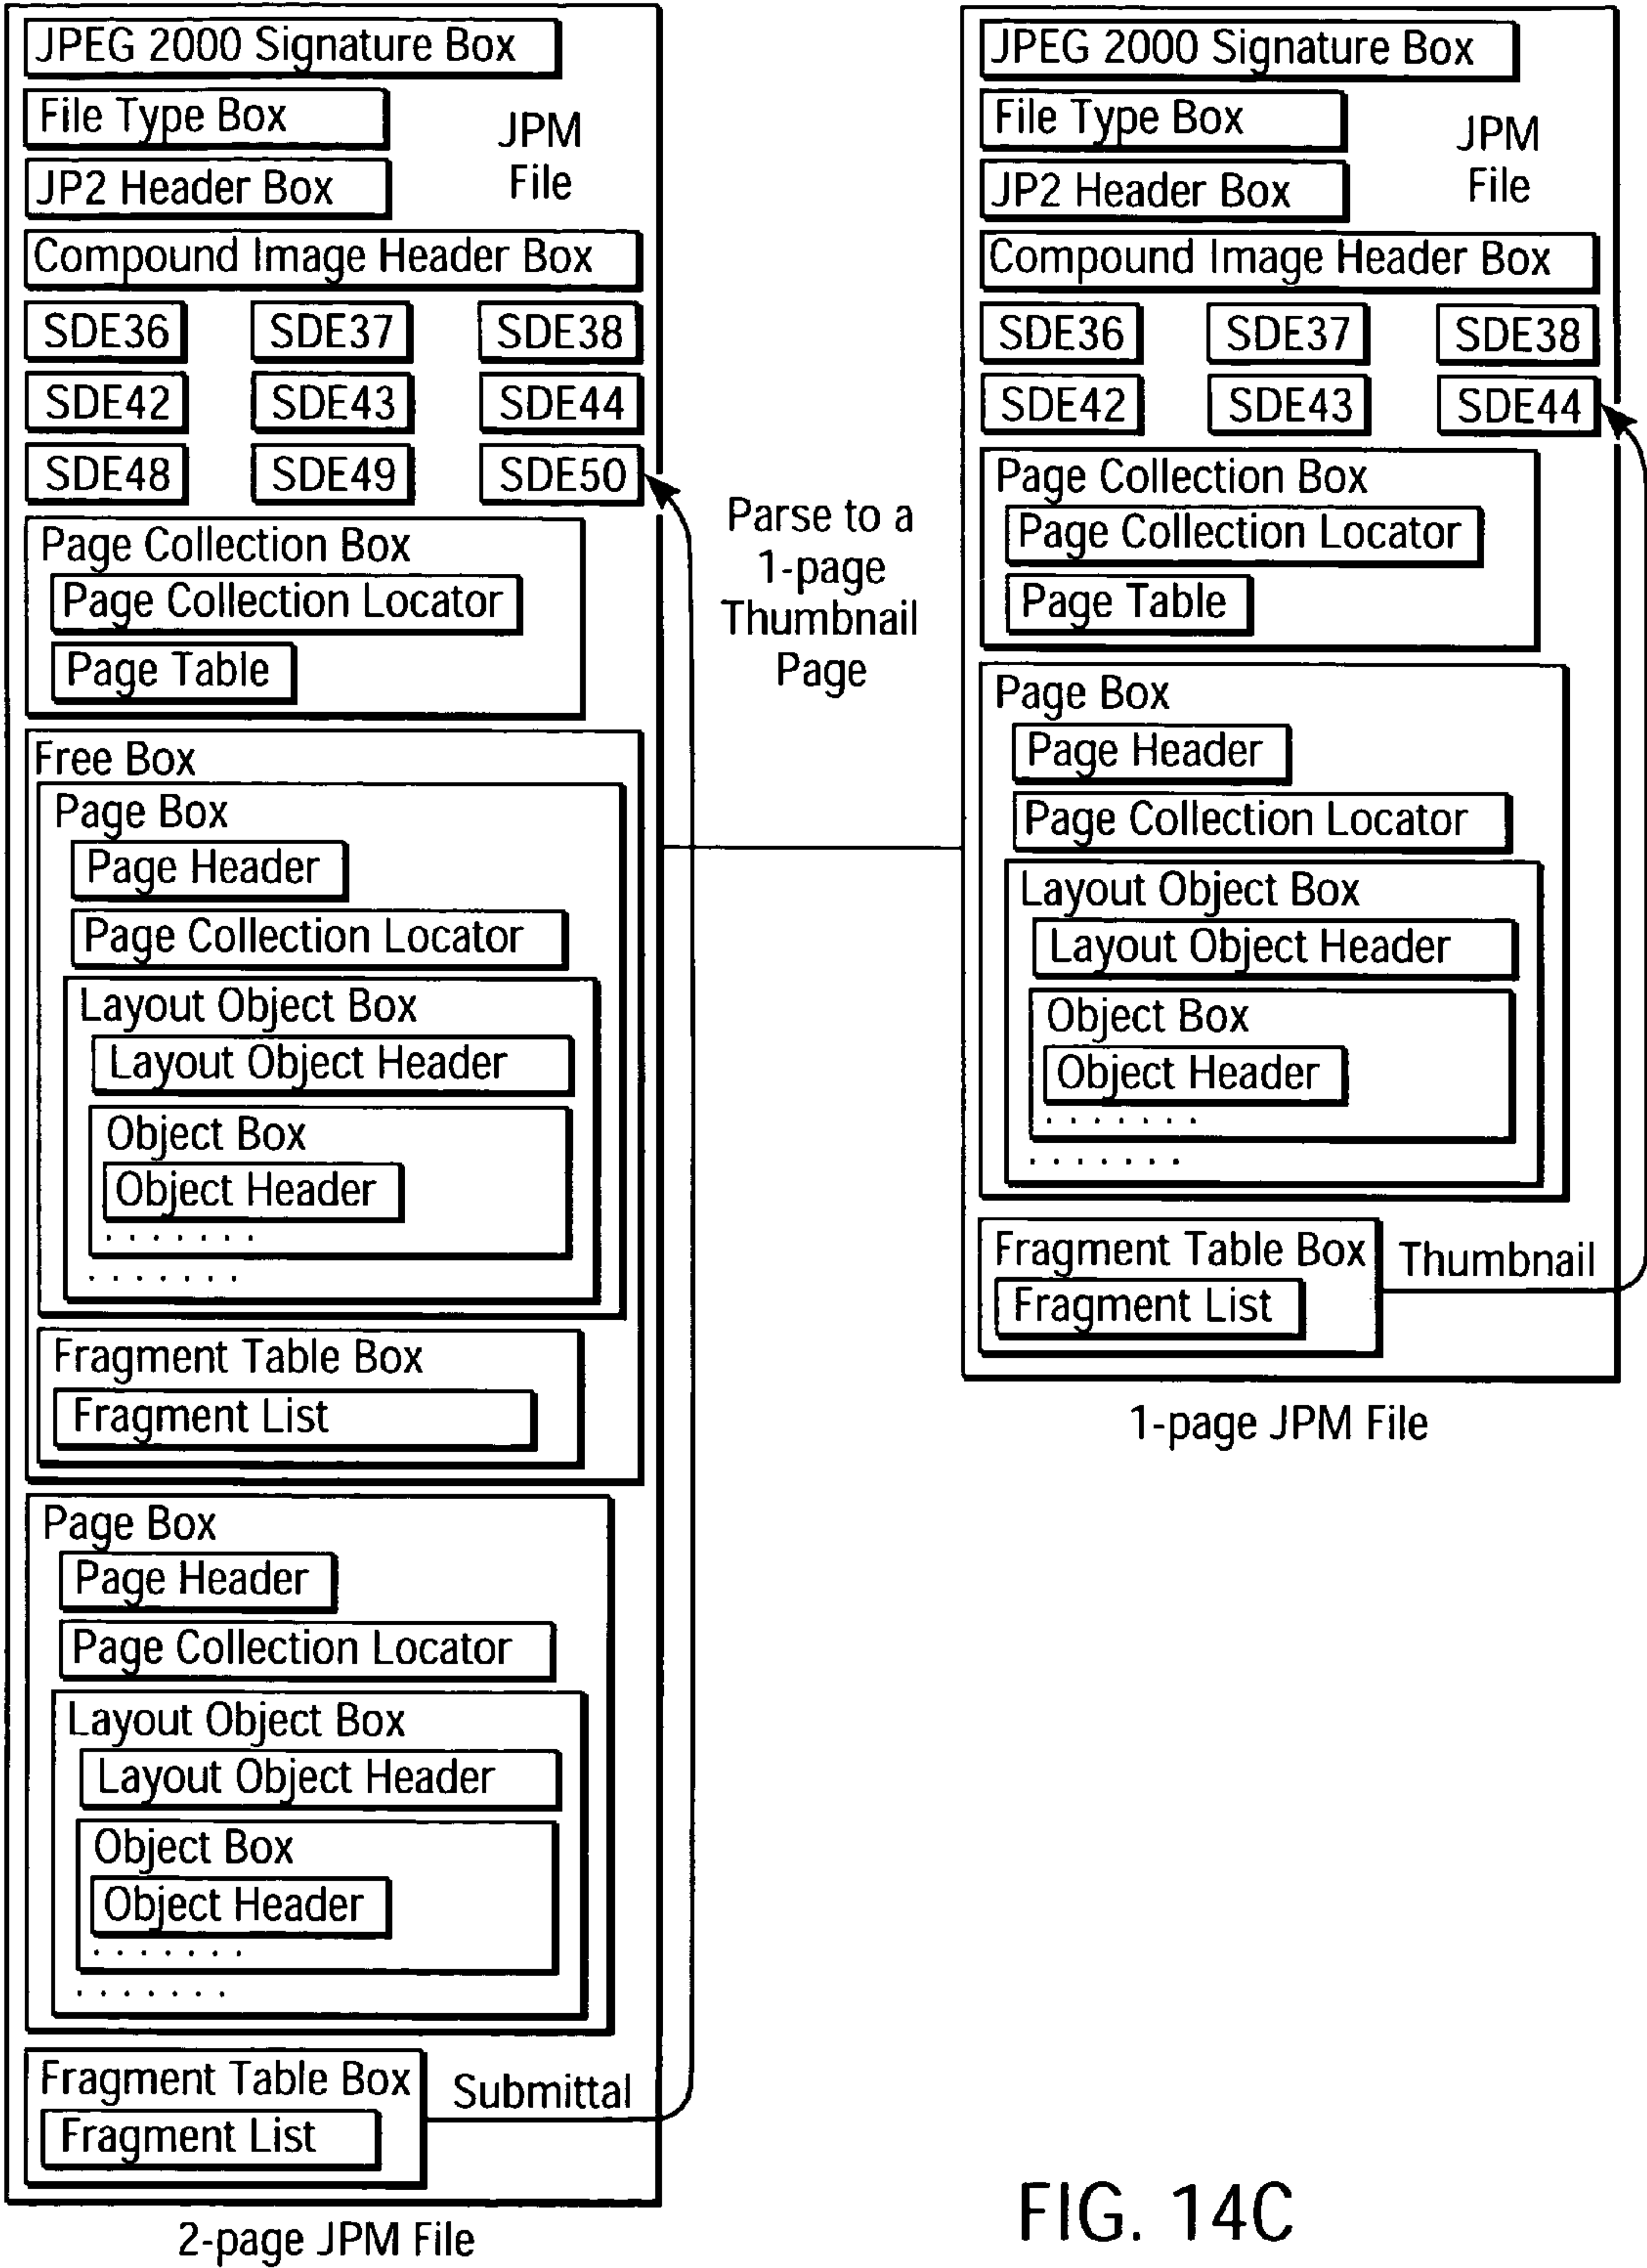 JPEG 2000 Signature Box
File Type Box
JPM
File
JP2 Header Box
Compound Image Header Box
SDE36 SDE37 SDE38
SDE42 SDE43 SDE44
SDE48 SDE49 SDE50
Page Collection Box
Page Collection Locator
Page Table
Free Box
Page Box
Page Header
Page Collection Locator
Layout Object Box
Layout Object Header
Object Box
Object Header
. . . . . . .
. . . . . . .
Fragment Table Box
Fragment List
Page Box
Page Header
Page Collection Locator
Layout Object Box
Layout Object Header
Object Box
Object Header
. . . . . . .
. . . . . . .
Fragment Table Box
Fragment List
Submittal
2-page JPM File
Parse to a
1-page
Thumbnail
Page
JPEG 2000 Signature Box
File Type Box
JPM
File
JP2 Header Box
Compound Image Header Box
SDE36 SDE37 SDE38
SDE42 SDE43 SDE44
Page Collection Box
Page Collection Locator
Page Table
Page Box
Page Header
Page Collection Locator
Layout Object Box
Layout Object Header
Object Box
Object Header
. . . . . . .
. . . . . . .
Fragment Table Box
Fragment List
Thumbnail
1-page JPM File
FIG. 14C